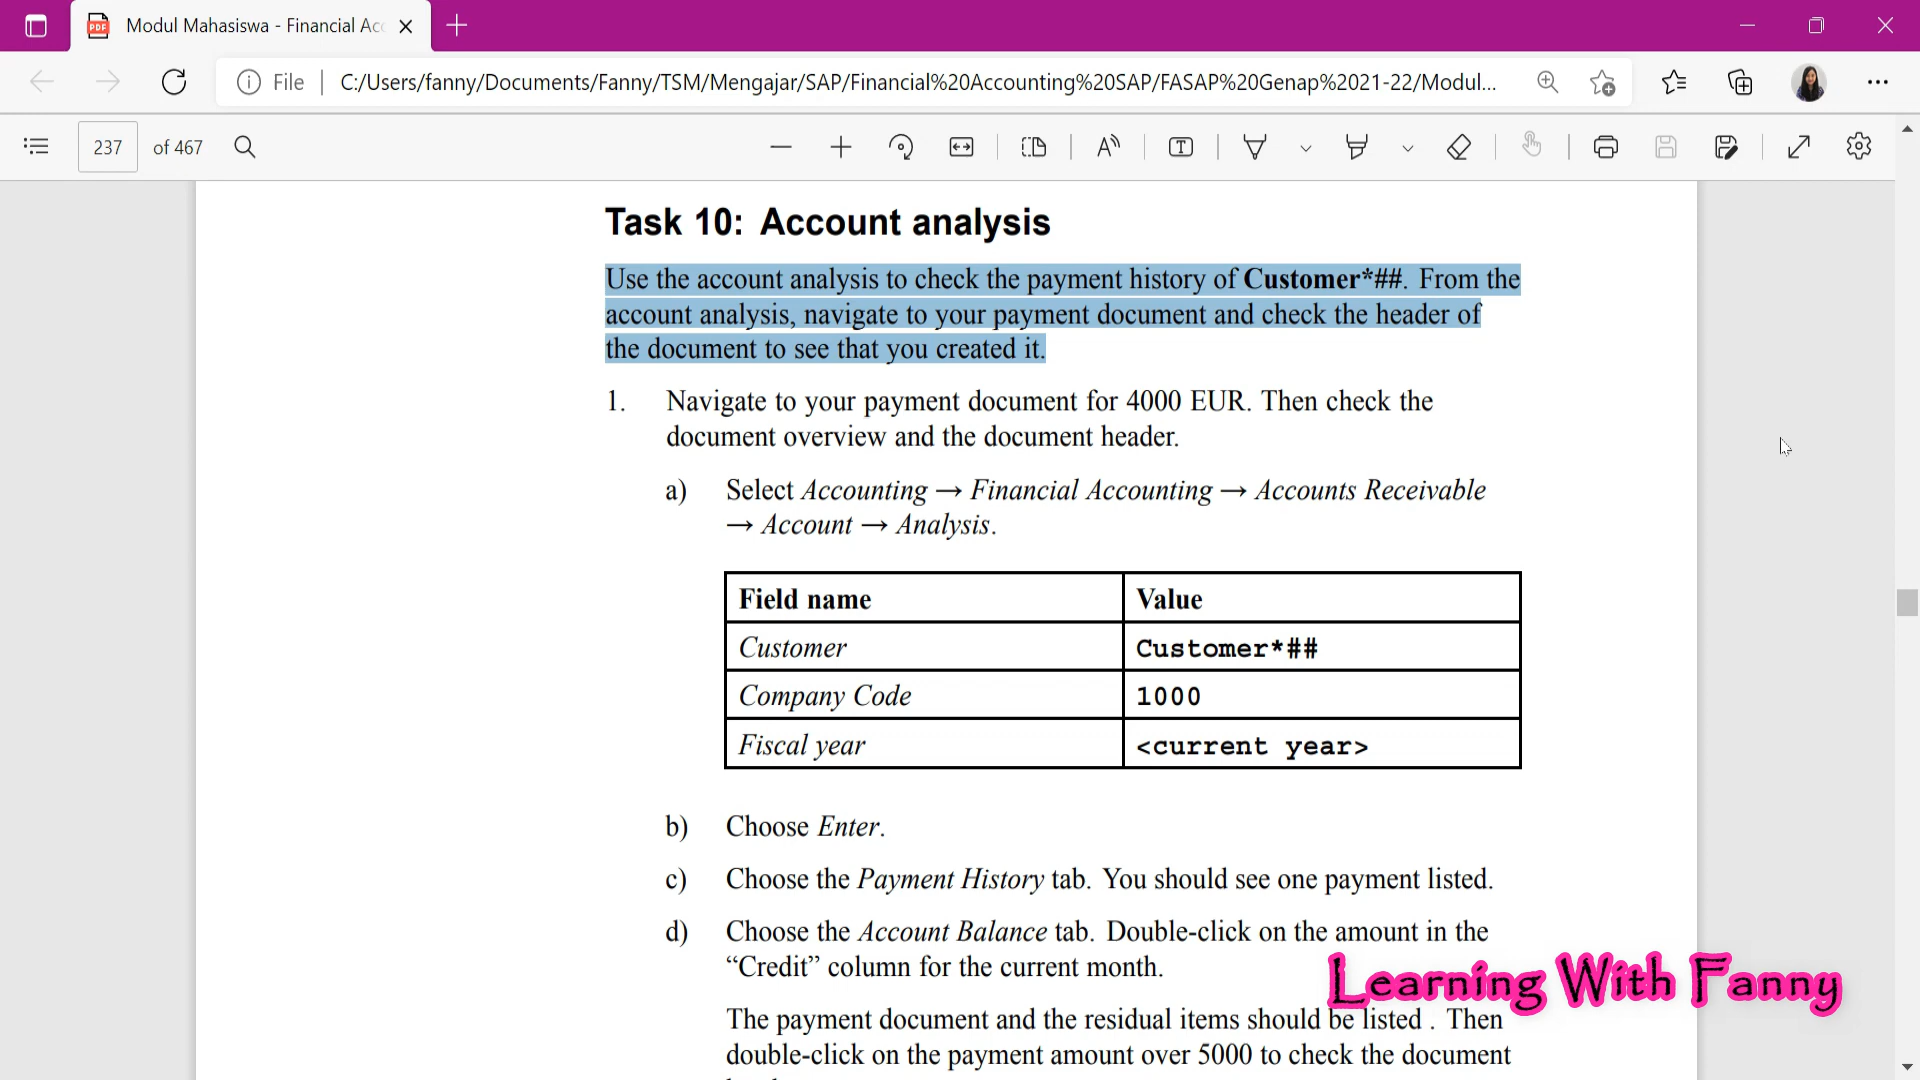 Modul Mahasiswa - Financial Acc
File
C:/Users/fanny/Documents/Fanny/TSM/Mengajar/SAP/Financial%20Accounting%20SAP/FASAP%20Genap%2021-22/Modul...
237 of 467
Task 10: Account analysis
Use the account analysis to check the payment history of Customer*##. From the
account analysis, navigate to your payment document and check the header of
the document to see that you created it.
1. Navigate to your payment document for 4000 EUR. Then check the
document overview and the document header.
a) Select Accounting → Financial Accounting → Accounts Receivable
→ Account → Analysis.
Field name Value
Customer Customer*##
Company Code 1000
Fiscal year <current year>
b) Choose Enter.
c) Choose the Payment History tab. You should see one payment listed.
d) Choose the Account Balance tab. Double-click on the amount in the
“Credit” column for the current month.
Learning With Fanny
The payment document and the residual items should be listed . Then
double-click on the payment amount over 5000 to check the document